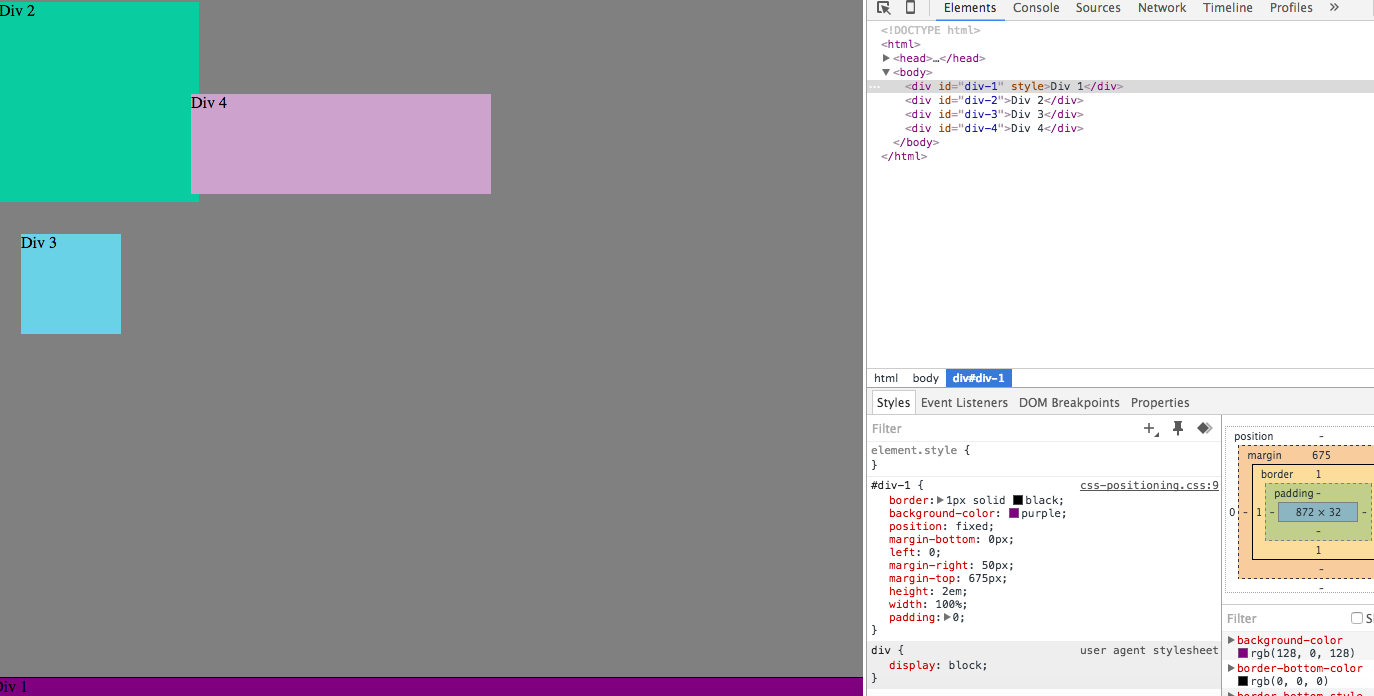 Div 2
Div 4
Div 3
Div 1
Elements Console Sources Network Timeline Profiles »
<!DOCTYPE html>
<html>
▶<head>…</head>
▼<body>
<div id="div-1" style>Div 1</div>
<div id="div-2">Div 2</div>
<div id="div-3">Div 3</div>
<div id="div-4">Div 4</div>
</body>
</html>
html body div#div-1
Styles Event Listeners DOM Breakpoints Properties
Filter
element.style {
}
#div-1 { css-positioning.css:9
border:▶1px solid black;
background-color: purple;
position: fixed;
margin-bottom: 0px;
left: 0;
margin-right: 50px;
margin-top: 675px;
height: 2em;
width: 100%;
padding:▶0;
}
div { user agent stylesheet
display: block;
}
position -
margin 675
border 1
padding -
0 - 1 - 872 × 32 - 
-
1
-
-
Filter
▶background-color
rgb(128, 0, 128)
▶border-bottom-color
rgb(0, 0, 0)
▶border-bottom-style